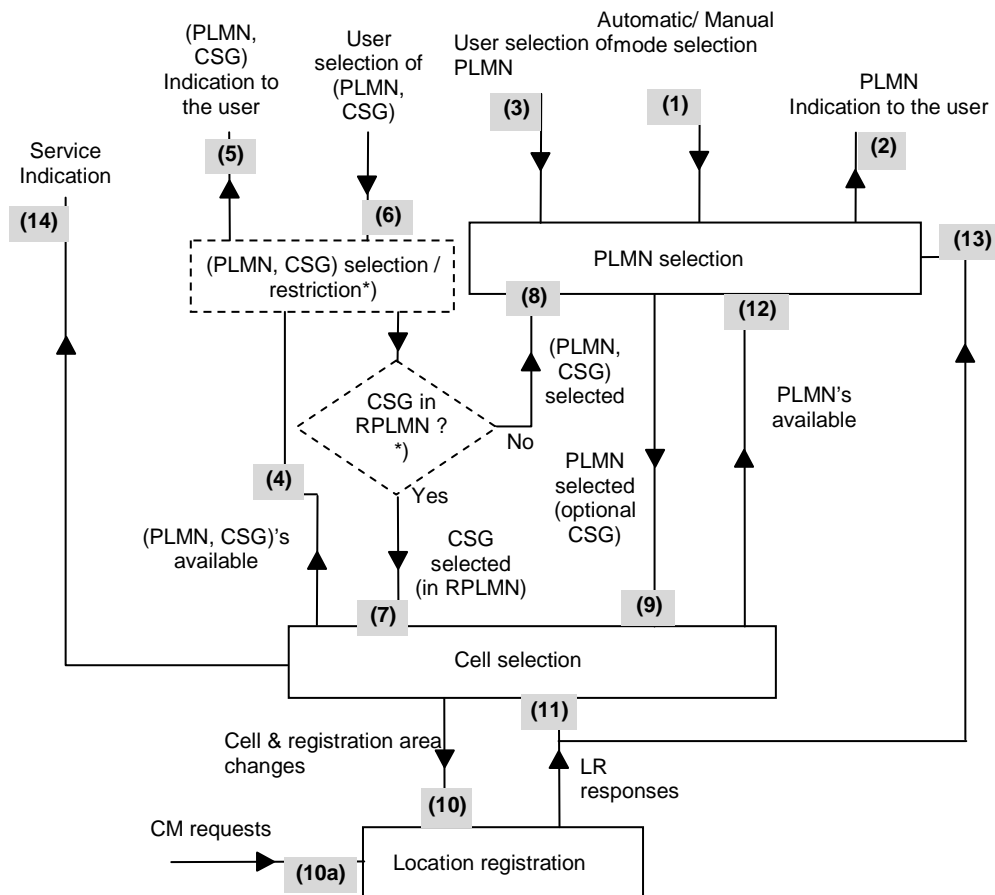 Automatic/ Manual
mode selection
(PLMN,
CSG)
Indication to
the user
User
selection of
(PLMN,
CSG)
User selection of
PLMN
PLMN
Indication to the user
(3)
(1)
(2)
(5)
Service
Indication
(14)
(6)
(13)
(PLMN, CSG) selection /
restriction*)
PLMN selection
(8)
(12)
(PLMN,
CSG)
selected
CSG in
RPLMN ?
*)
No
PLMN's
available
(4)
Yes
PLMN
selected
(optional
CSG)
(PLMN, CSG)'s
available
CSG
selected
(in RPLMN)
(7)
(9)
Cell selection
(11)
Cell & registration area
changes
LR
responses
(10)
CM requests
(10a)
Location registration